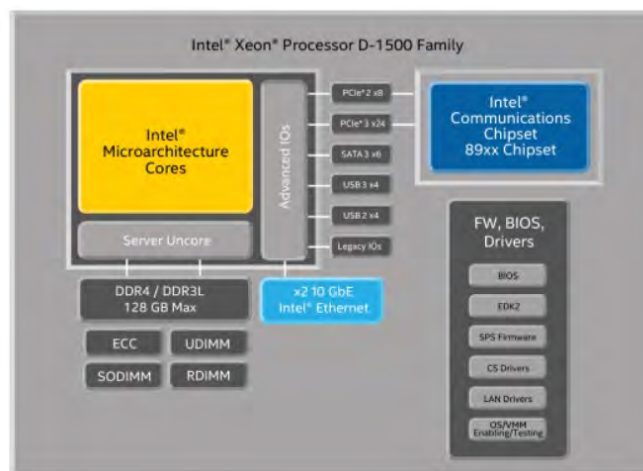 Intel® Xeon® Processor D-1500 Family
Intel®
Microarchitecture
Cores
Server Uncore
Advanced IOs
PCIe® 2 x8
PCIe® 3 x24
SATA 3 x6
USB 3 x4
USB 2 x4
Legacy IOs
Intel®
Communications
Chipset
89xx Chipset
DDR4 / DDR3L
128 GB Max
x2 10 GbE
Intel® Ethernet
ECC
UDIMM
SODIMM
RDIMM
FW, BIOS,
Drivers
BIOS
EDK2
SPS Firmware
CS Drivers
LAN Drivers
OS/VMM
Enabling/Testing